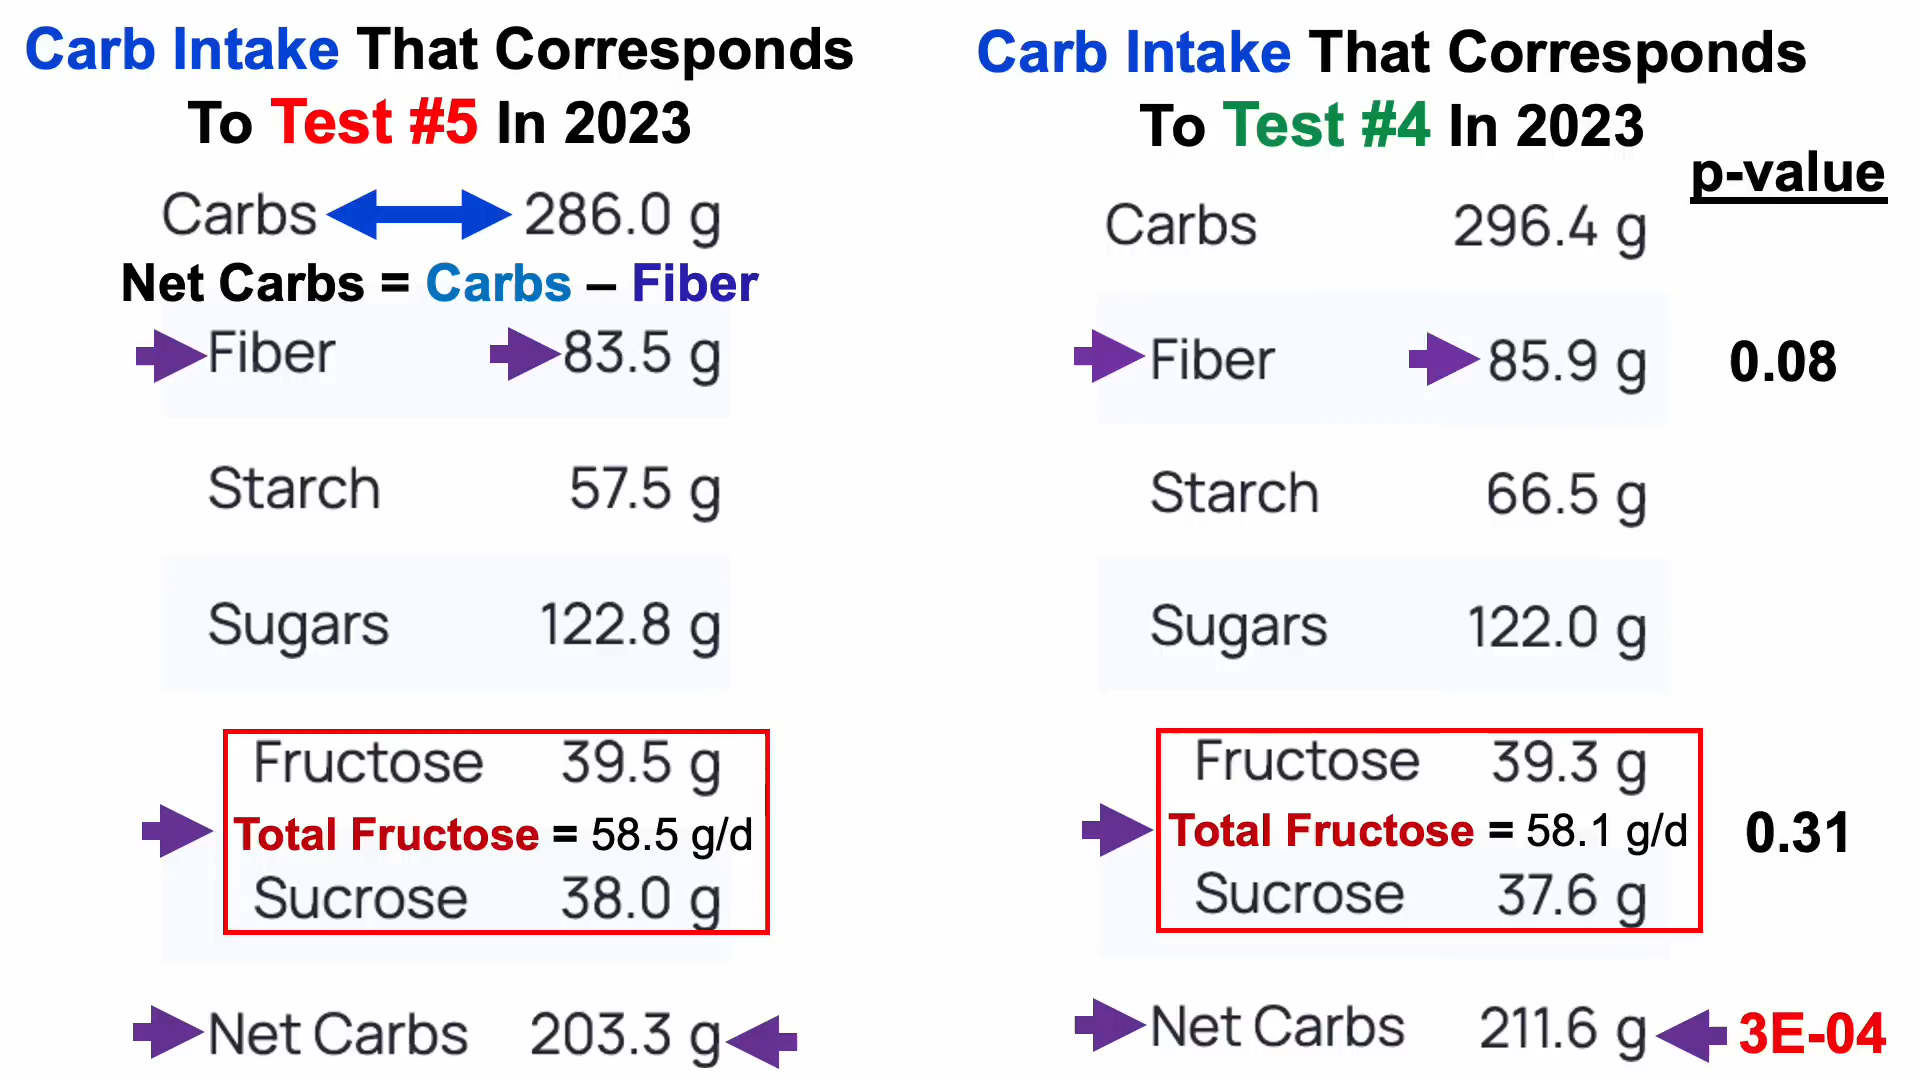 Carb Intake That Corresponds
To Test #5 In 2023
Carbs 286.0 g
Net Carbs = Carbs – Fiber
Fiber 83.5 g
Starch 57.5 g
Sugars 122.8 g
Fructose 39.5 g
Total Fructose = 58.5 g/d
Sucrose 38.0 g
Net Carbs 203.3 g
Carb Intake That Corresponds
To Test #4 In 2023
p-value
Carbs 296.4 g
Fiber 85.9 g 0.08
Starch 66.5 g
Sugars 122.0 g
Fructose 39.3 g
Total Fructose = 58.1 g/d 0.31
Sucrose 37.6 g
Net Carbs 211.6 g 3E-04